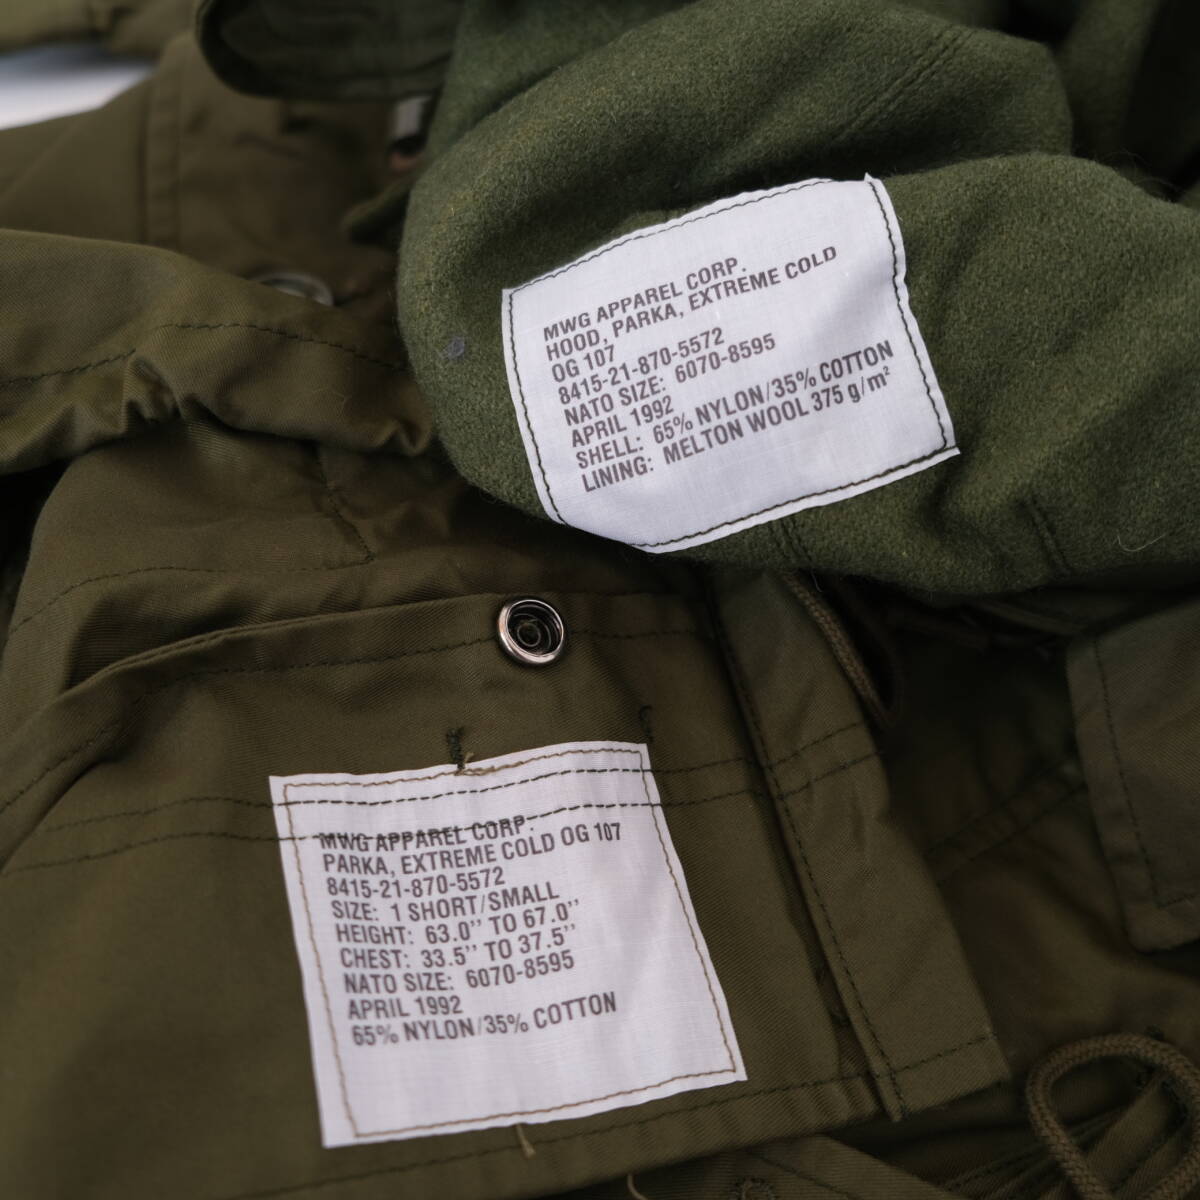 MWG APPAREL CORP.
HOOD, PARKA, EXTREME COLD
OG 107
8415-21-870-5572
NATO SIZE: 6070-8595
APRIL 1992
SHELL: 65% NYLON/35% COTTON
LINING: MELTON WOOL 375 g/m²
MWG APPAREL CORP.
PARKA, EXTREME COLD OG 107
8415-21-870-5572
SIZE: 1 SHORT/SMALL
HEIGHT: 63.0'' TO 67.0''
CHEST: 33.5'' TO 37.5''
NATO SIZE: 6070-8595
APRIL 1992
65% NYLON/35% COTTON